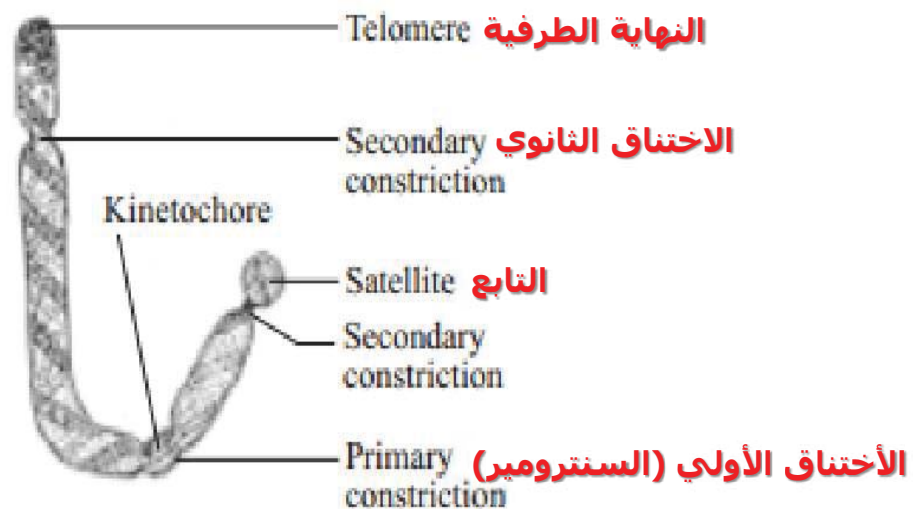 Telomere النهاية الطرفية
Secondary الاختناق الثانوي
constriction
Kinetochore
Satellite التابع
Secondary
constriction
Primary الأختناق الأولي (السنترومير)
constriction